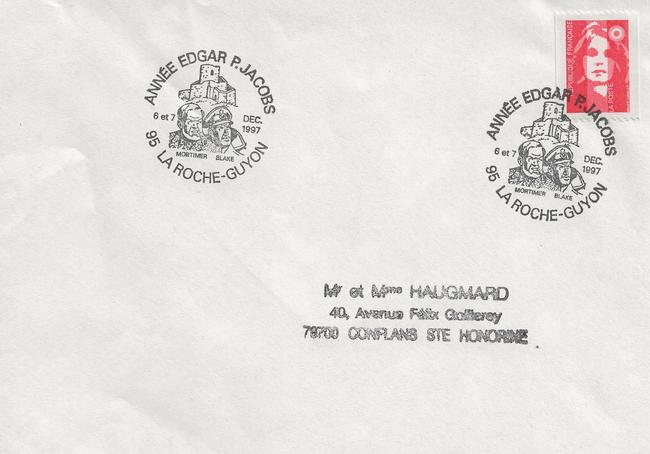 ANNÉE EDGAR P. JACOBS
6 et 7 DEC. 1997
MORTIMER BLAKE
95 LA ROCHE-GUYON
RÉPUBLIQUE FRANÇAISE
LA POSTE
ANNÉE EDGAR P. JACOBS
6 et 7 DEC. 1997
MORTIMER BLAKE
95 LA ROCHE-GUYON
Mr et Mme HAUGMARD
40, Avenue Félix
78700 CONFLANS STE HONORINE